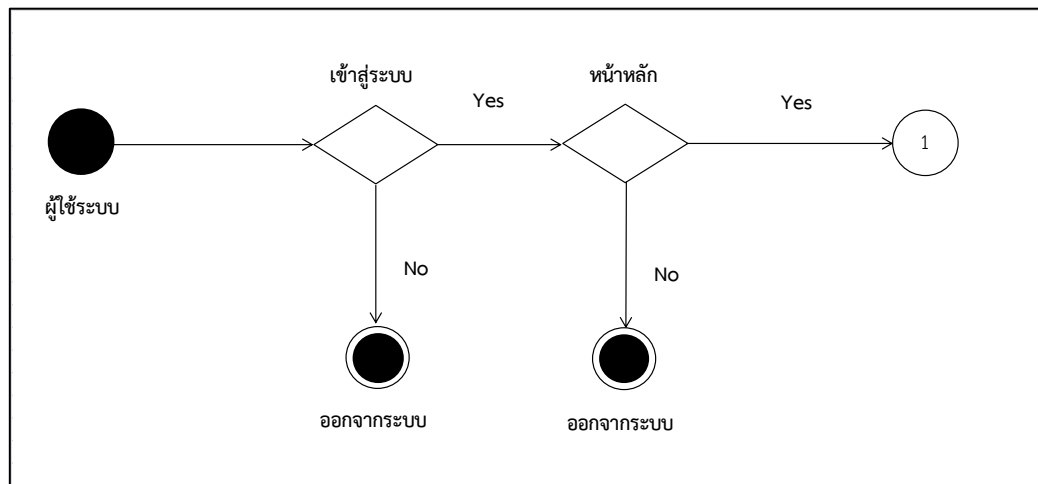 เข้าสู่ระบบ
หน้าหลัก
Yes
Yes
1
ผู้ใช้ระบบ
No
No
ออกจากระบบ
ออกจากระบบ